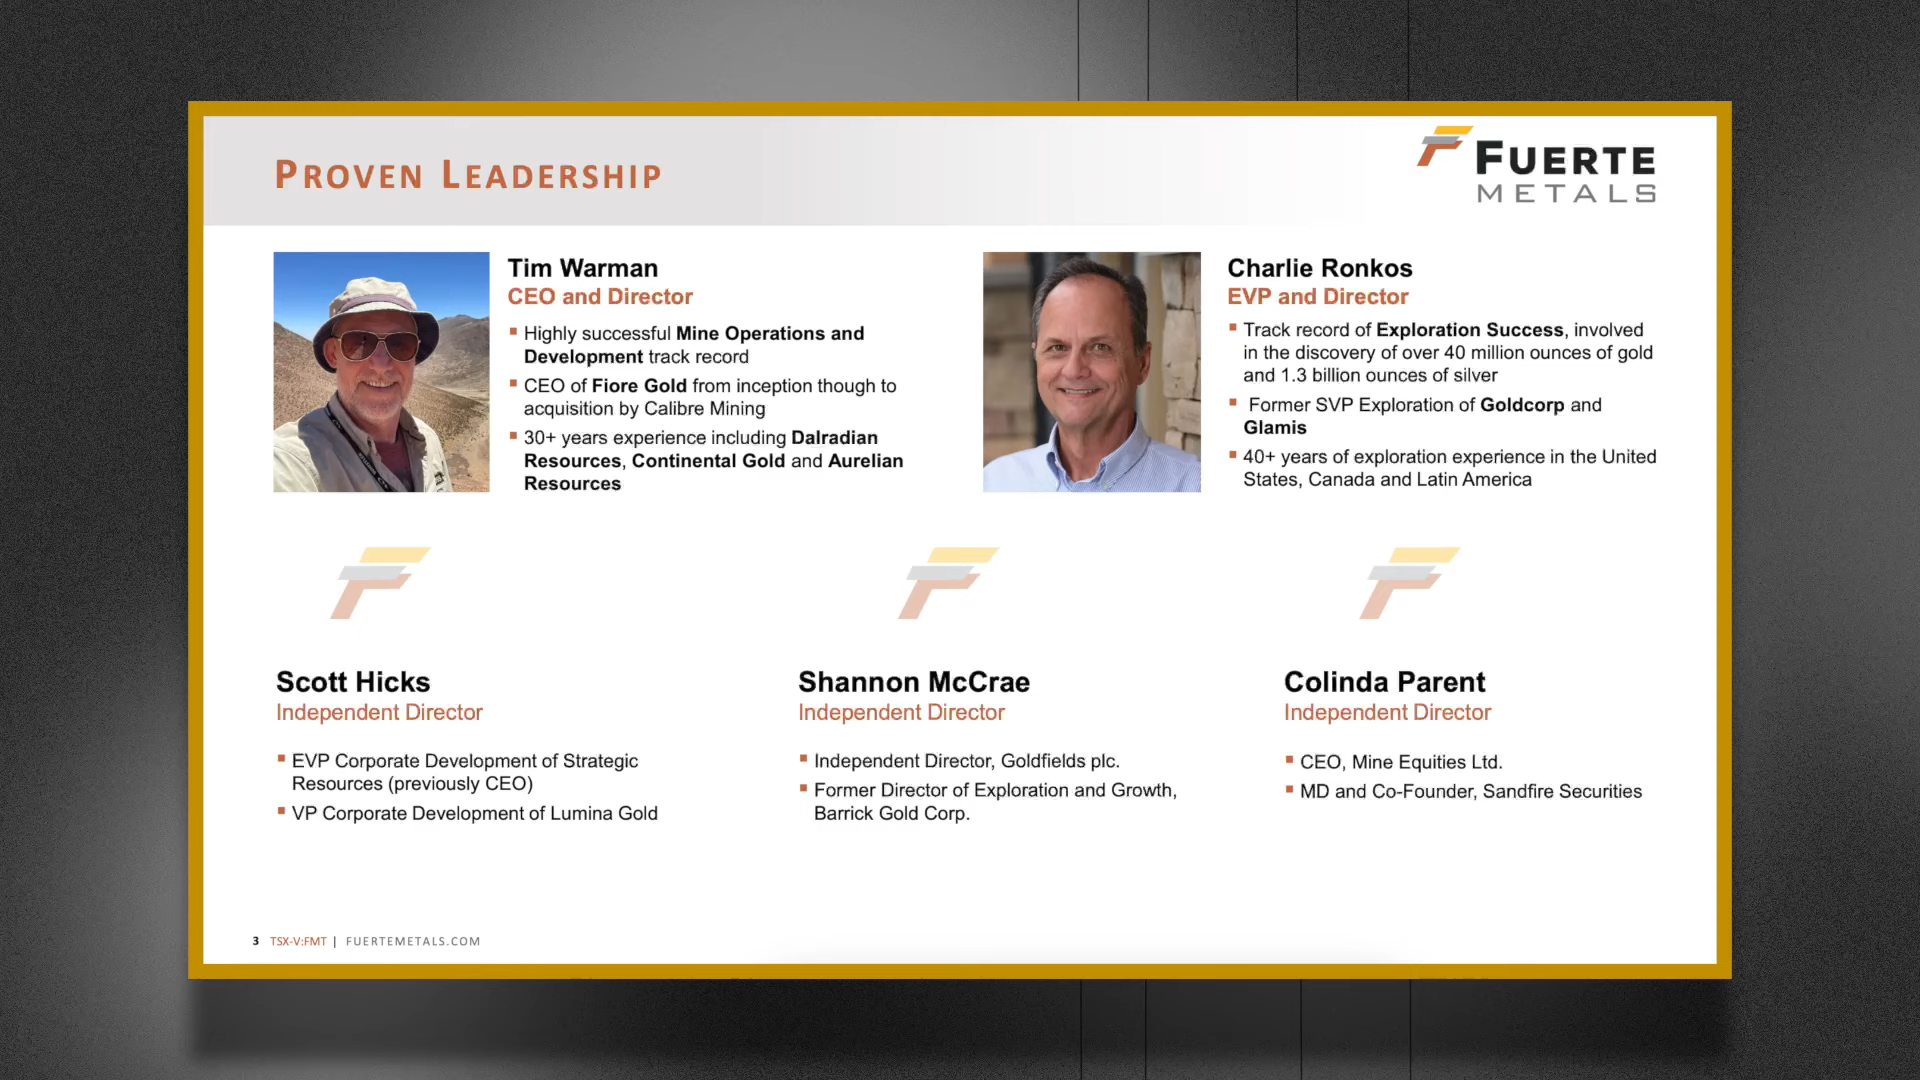 PROVEN LEADERSHIP
FUERTE
METALS
Tim Warman
CEO and Director
▪ Highly successful Mine Operations and
Development track record
▪ CEO of Fiore Gold from inception though to
acquisition by Calibre Mining
▪ 30+ years experience including Dalradian
Resources, Continental Gold and Aurelian
Resources
Charlie Ronkos
EVP and Director
▪ Track record of Exploration Success, involved
in the discovery of over 40 million ounces of gold
and 1.3 billion ounces of silver
▪ Former SVP Exploration of Goldcorp and
Glamis
▪ 40+ years of exploration experience in the United
States, Canada and Latin America
Scott Hicks
Independent Director
▪ EVP Corporate Development of Strategic
Resources (previously CEO)
▪ VP Corporate Development of Lumina Gold
Shannon McCrae
Independent Director
▪ Independent Director, Goldfields plc.
▪ Former Director of Exploration and Growth,
Barrick Gold Corp.
Colinda Parent
Independent Director
▪ CEO, Mine Equities Ltd.
▪ MD and Co-Founder, Sandfire Securities
3 TSX-V:FMT | FUERTEMETALS.COM